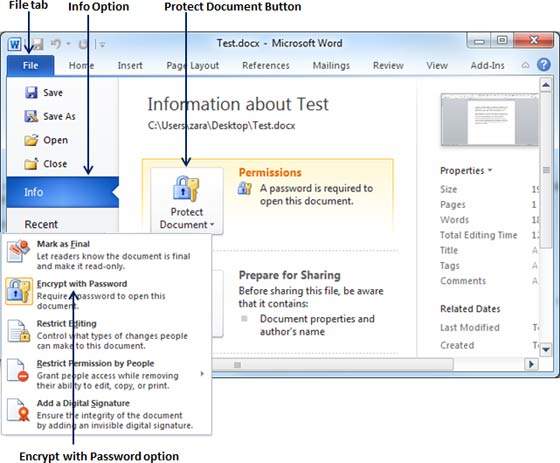 File tab
Info Option
Protect Document Button
Test.docx - Microsoft Word
File
Home
Insert
Page Layout
References
Mailings
Review
View
Add-Ins
Save
Save As
Open
Close
Info
Recent
Information about Test
C:\Users\zara\Desktop\Test.docx
Protect
Document
Permissions
A password is required to
open this document.
Prepare for Sharing
Before sharing this file, be aware
that it contains:
Document properties and
author's name
Properties
Size
Pages 1
Words 18
Total Editing Time
Title
Tags
Comments
Related Dates
Last Modified
Created
Mark as Final
Let readers know the document is final
and make it read-only.
Encrypt with Password
Require password to open this
document.
Restrict Editing
Control what types of changes people
can make to this document.
Restrict Permission by People
Grant people access while removing
their ability to edit, copy, or print.
Add a Digital Signature
Ensure the integrity of the document
by adding an invisible digital signature.
Encrypt with Password option